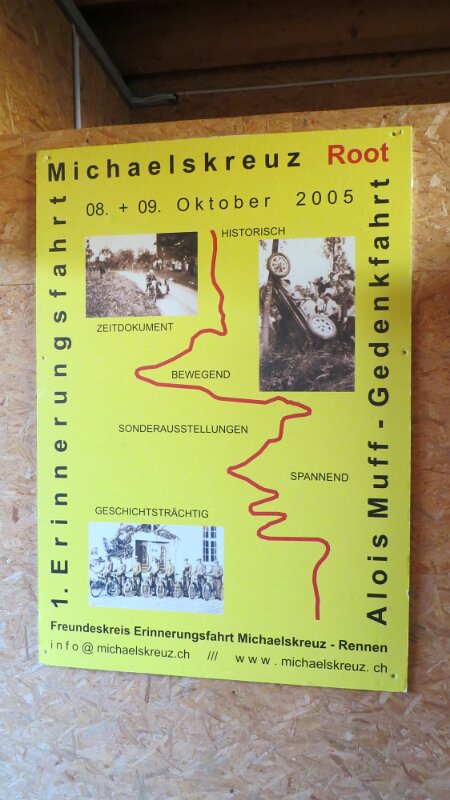 Michaelskreuz Root
08. + 09. Oktober 2005
1. Erinnerungsfahrt
Alois Muff - Gedenkfahrt
HISTORISCH
ZEITDOKUMENT
BEWEGEND
SONDERAUSSTELLUNGEN
SPANNEND
GESCHICHTSTRÄCHTIG
Freundeskreis Erinnerungsfahrt Michaelskreuz - Rennen
info@michaelskreuz.ch /// www.michaelskreuz.ch